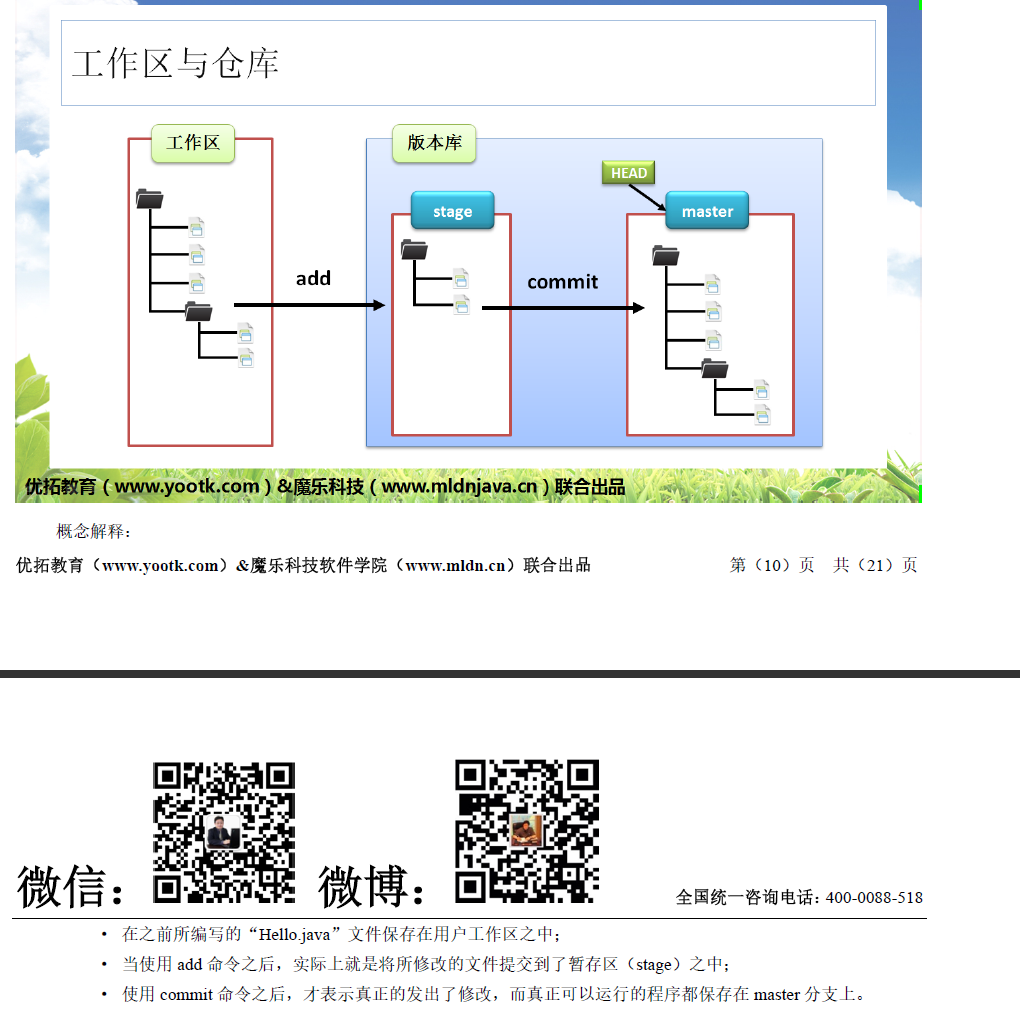 工作区与仓库
工作区
版本库
HEAD
stage
master
add
commit
优拓教育（www.yootk.com）&魔乐科技（www.mldnjava.cn）联合出品
概念解释：
优拓教育（www.yootk.com）&魔乐科技软件学院（www.mldn.cn）联合出品 第（10）页 共（21）页
微信： 微博： 全国统一咨询电话：400-0088-518
• 在之前所编写的“Hello.java”文件保存在用户工作区之中；
• 当使用 add 命令之后，实际上就是将所修改的文件提交到了暂存区（stage）之中；
• 使用 commit 命令之后，才表示真正的发出了修改，而真正可以运行的程序都保存在 master 分支上。